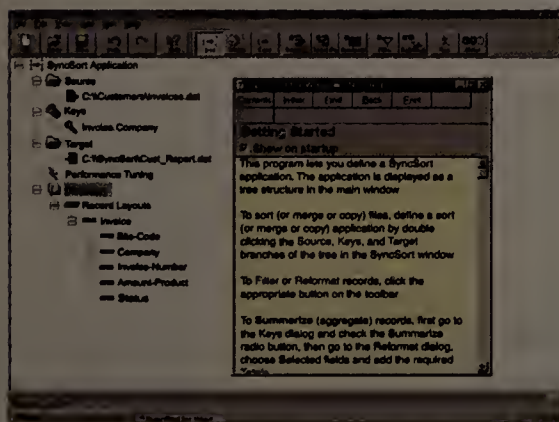 SyncSort Application
Source
C:\Customers\Invoices.dat
Keys
Invoice.Company
Target
C:\SyncSort\Cust_Report.dat
Performance Tuning
Record Layouts
Invoice
Site-Code
Company
Invoice-Number
Amount-Product
Status
Contents Index Find Back Print
Getting Started
Show on startup
This program lets you define a SyncSort
application. The application is displayed as a
tree structure in the main window
To sort (or merge or copy) files, define a sort
(or merge or copy) application by double
clicking the Source, Keys, and Target
branches of the tree in the SyncSort window
To Filter or Reformat records, click the
appropriate button on the toolbar
To Summarize (aggregate) records, first go to
the Keys dialog and check the Summarize
radio button, then go to the Reformat dialog,
choose Selected fields and add the required